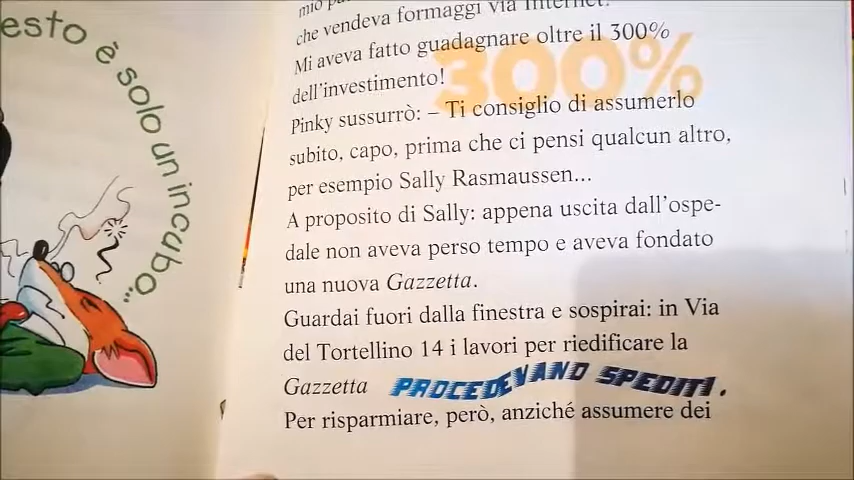 esto è solo un incubo...
mio
che vendeva formaggi via Internet.
Mi aveva fatto guadagnare oltre il 300%
dell'investimento!
300%
Pinky sussurrò: – Ti consiglio di assumerlo
subito, capo, prima che ci pensi qualcun altro,
per esempio Sally Rasmaussen...
A proposito di Sally: appena uscita dall'ospe-
dale non aveva perso tempo e aveva fondato
una nuova Gazzetta.
Guardai fuori dalla finestra e sospirai: in Via
del Tortellino 14 i lavori per riedificare la
Gazzetta PROCEDEVANO SPEDITI.
Per risparmiare, però, anziché assumere dei